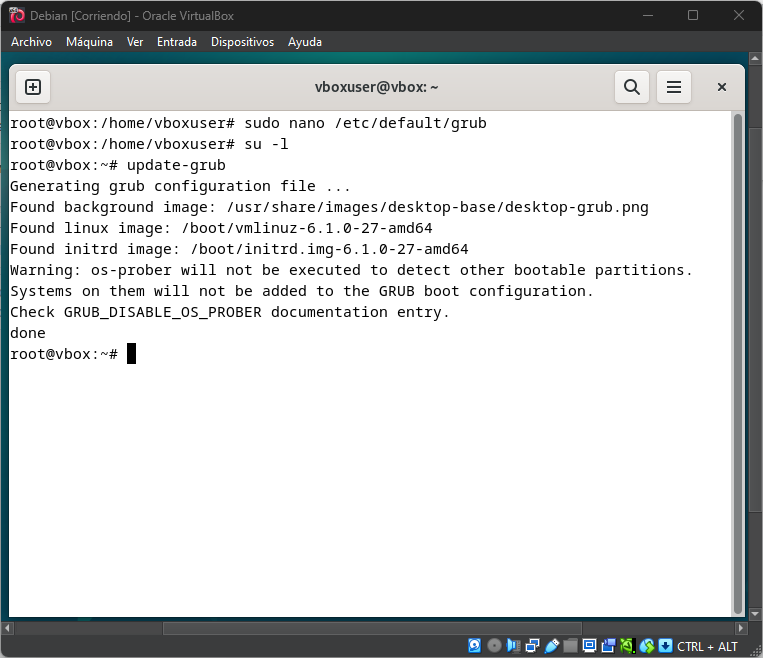 Debian [Corriendo] - Oracle VirtualBox
Archivo Máquina Ver Entrada Dispositivos Ayuda
vboxuser@vbox: ~
root@vbox:/home/vboxuser# sudo nano /etc/default/grub
root@vbox:/home/vboxuser# su -l
root@vbox:~# update-grub
Generating grub configuration file ...
Found background image: /usr/share/images/desktop-base/desktop-grub.png
Found linux image: /boot/vmlinuz-6.1.0-27-amd64
Found initrd image: /boot/initrd.img-6.1.0-27-amd64
Warning: os-prober will not be executed to detect other bootable partitions.
Systems on them will not be added to the GRUB boot configuration.
Check GRUB_DISABLE_OS_PROBER documentation entry.
done
root@vbox:~#
CTRL + ALT